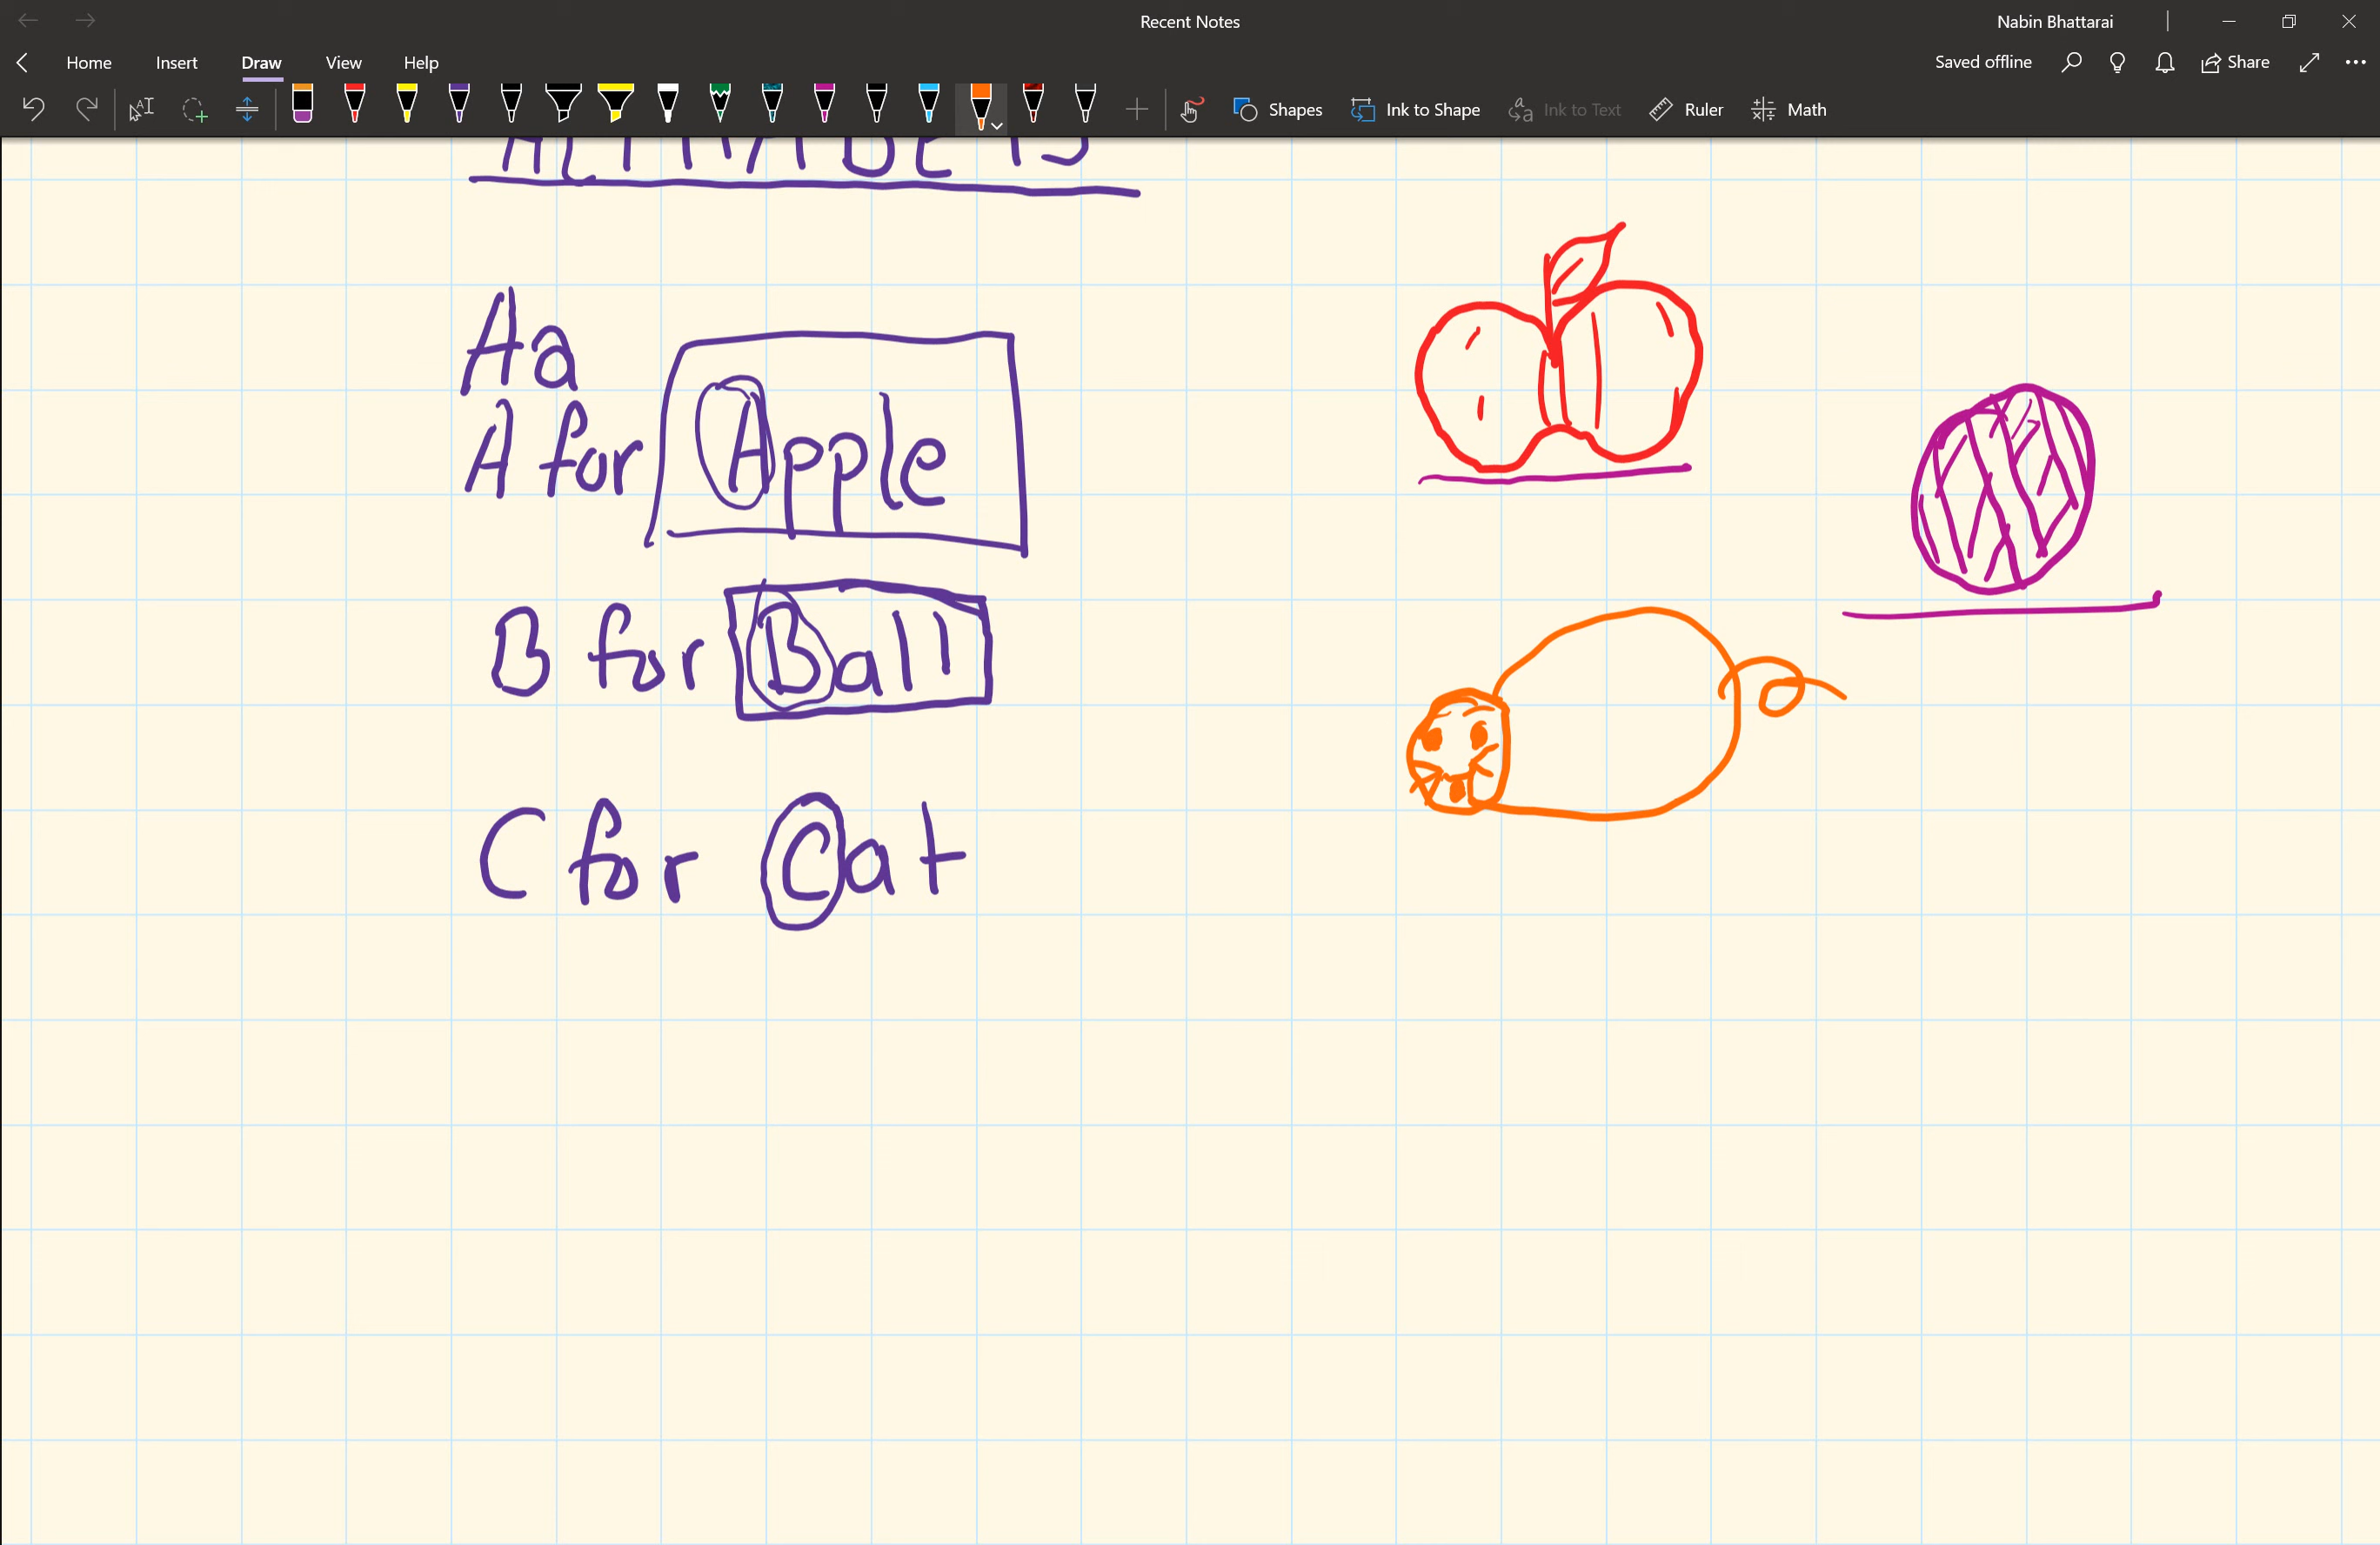 Recent Notes
Nabin Bhattarai
Home Insert Draw View Help
Saved offline Share
Shapes Ink to Shape Ink to Text Ruler Math
ALPHABETS
Aa
A for Apple
B for Ball
C for Cat